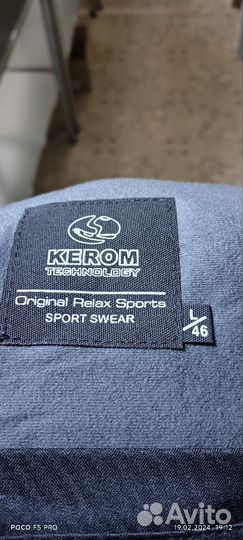 KEROM
TECHNOLOGY
Original Relax Sports
SPORT SWEAR
L/46
POCO F5 PRO
19.02.2024 19:12
Avito